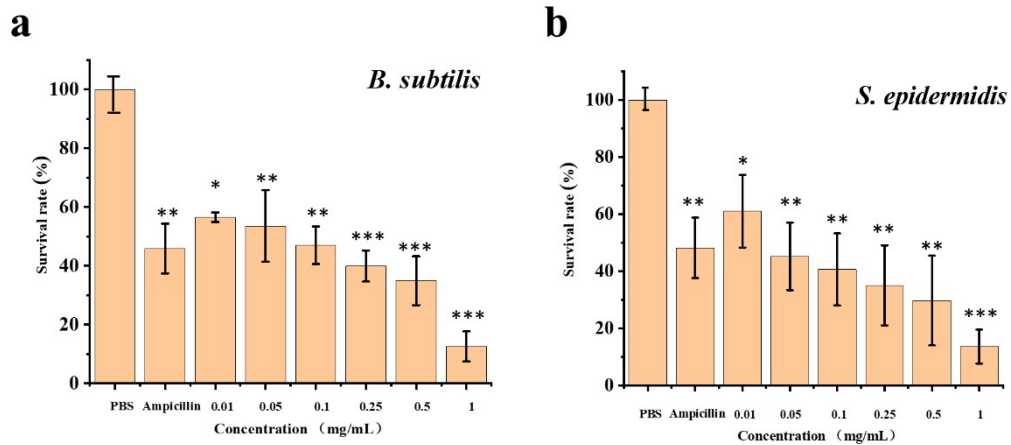 a
B. subtilis
Survival rate (%)
100
80
60
40
20
0
** * ** ** *** *** ***
PBS Ampicillin 0.01 0.05 0.1 0.25 0.5 1
Concentration （mg/mL）
b
S. epidermidis
Survival rate (%)
100
80
60
40
20
0
** * ** ** ** ** ***
PBS Ampicillin 0.01 0.05 0.1 0.25 0.5 1
Concentration （mg/mL）